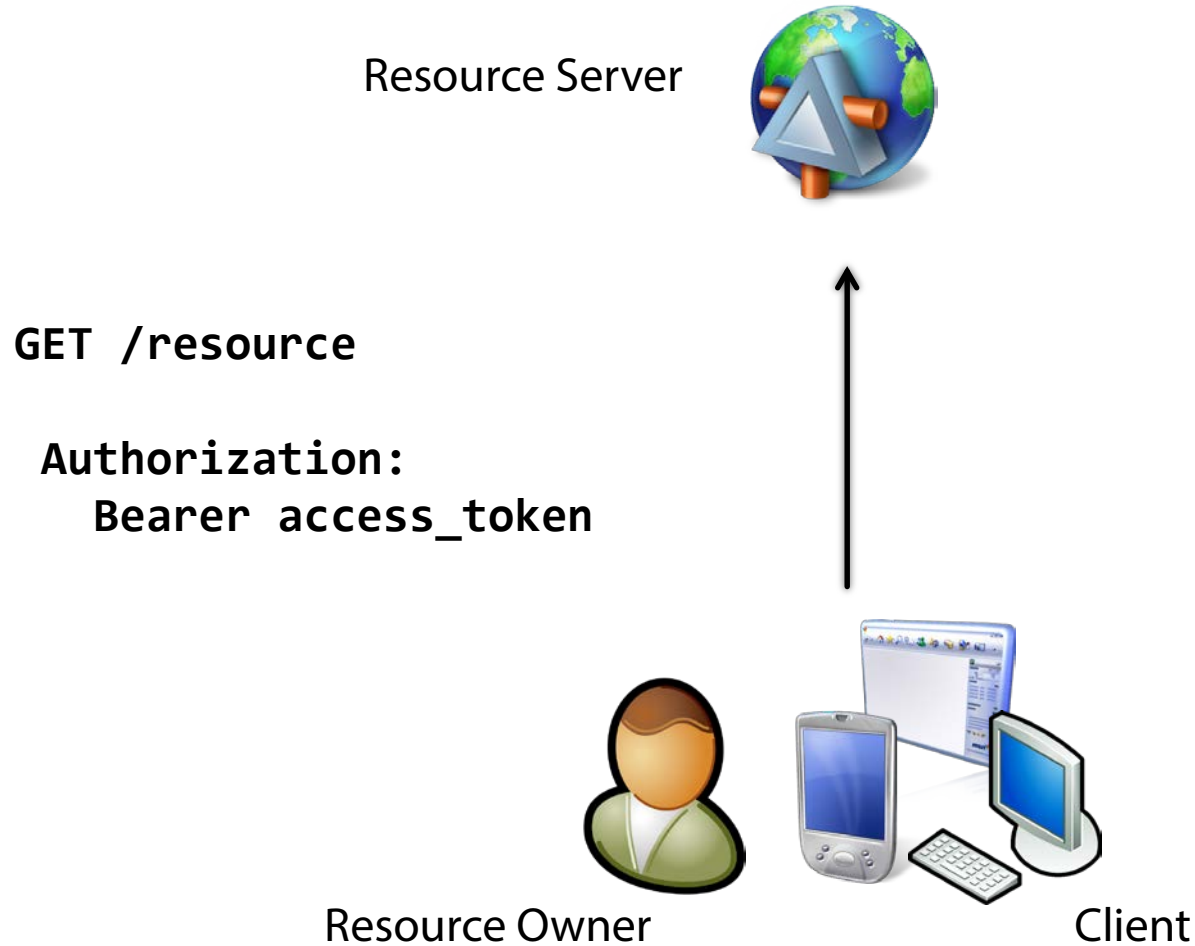 Resource Server
GET /resource
Authorization:
Bearer access_token
Resource Owner
Client